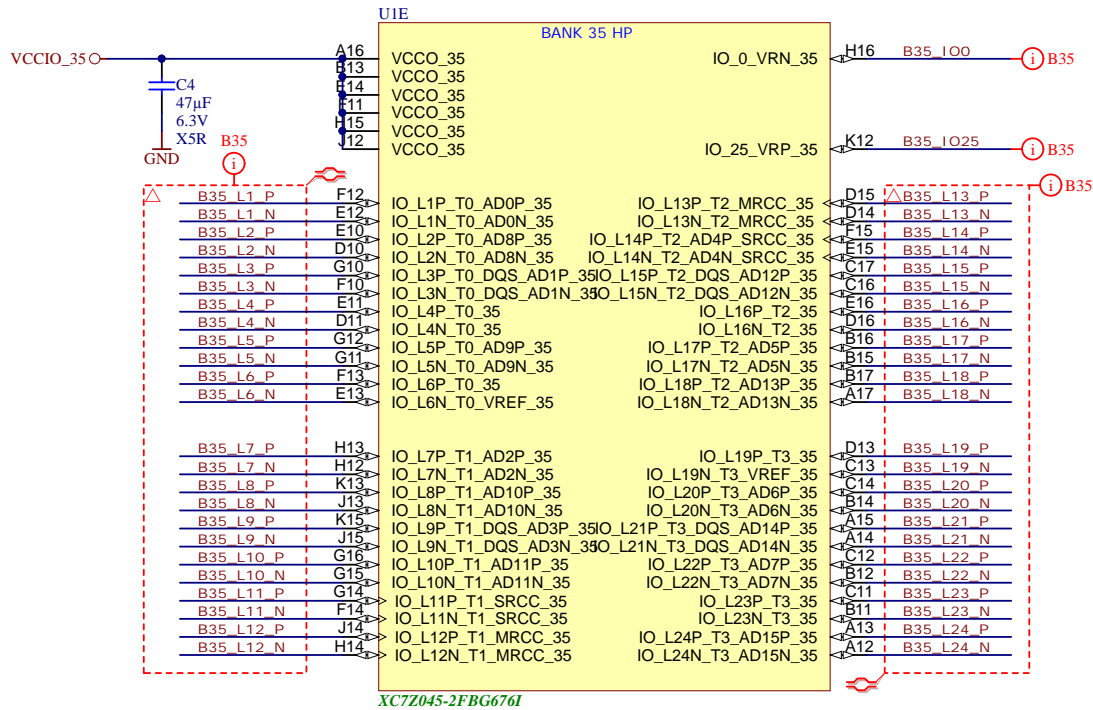 U1E
BANK 35 HP
VCCIO_35
A16 VCCO_35 IO_0_VRN_35 H16 B35_IO0 B35
B13 VCCO_35
E14 VCCO_35
F11 VCCO_35
H15 VCCO_35
J12 VCCO_35 IO_25_VRP_35 K12 B35_IO25 B35
C4
47µF
6.3V
X5R
GND
B35
B35
B35_L1_P F12 IO_L1P_T0_AD0P_35 IO_L13P_T2_MRCC_35 D15 B35_L13_P
B35_L1_N E12 IO_L1N_T0_AD0N_35 IO_L13N_T2_MRCC_35 D14 B35_L13_N
B35_L2_P E10 IO_L2P_T0_AD8P_35 IO_L14P_T2_AD4P_SRCC_35 F15 B35_L14_P
B35_L2_N D10 IO_L2N_T0_AD8N_35 IO_L14N_T2_AD4N_SRCC_35 E15 B35_L14_N
B35_L3_P G10 IO_L3P_T0_DQS_AD1P_35 IO_L15P_T2_DQS_AD12P_35 C17 B35_L15_P
B35_L3_N F10 IO_L3N_T0_DQS_AD1N_35 IO_L15N_T2_DQS_AD12N_35 C16 B35_L15_N
B35_L4_P E11 IO_L4P_T0_35 IO_L16P_T2_35 E16 B35_L16_P
B35_L4_N D11 IO_L4N_T0_35 IO_L16N_T2_35 D16 B35_L16_N
B35_L5_P G12 IO_L5P_T0_AD9P_35 IO_L17P_T2_AD5P_35 B16 B35_L17_P
B35_L5_N G11 IO_L5N_T0_AD9N_35 IO_L17N_T2_AD5N_35 B15 B35_L17_N
B35_L6_P F13 IO_L6P_T0_35 IO_L18P_T2_AD13P_35 B17 B35_L18_P
B35_L6_N E13 IO_L6N_T0_VREF_35 IO_L18N_T2_AD13N_35 A17 B35_L18_N
B35_L7_P H13 IO_L7P_T1_AD2P_35 IO_L19P_T3_35 D13 B35_L19_P
B35_L7_N H12 IO_L7N_T1_AD2N_35 IO_L19N_T3_VREF_35 C13 B35_L19_N
B35_L8_P K13 IO_L8P_T1_AD10P_35 IO_L20P_T3_AD6P_35 C14 B35_L20_P
B35_L8_N J13 IO_L8N_T1_AD10N_35 IO_L20N_T3_AD6N_35 B14 B35_L20_N
B35_L9_P K15 IO_L9P_T1_DQS_AD3P_35 IO_L21P_T3_DQS_AD14P_35 A15 B35_L21_P
B35_L9_N J15 IO_L9N_T1_DQS_AD3N_35 IO_L21N_T3_DQS_AD14N_35 A14 B35_L21_N
B35_L10_P G16 IO_L10P_T1_AD11P_35 IO_L22P_T3_AD7P_35 C12 B35_L22_P
B35_L10_N G15 IO_L10N_T1_AD11N_35 IO_L22N_T3_AD7N_35 B12 B35_L22_N
B35_L11_P G14 IO_L11P_T1_SRCC_35 IO_L23P_T3_35 C11 B35_L23_P
B35_L11_N F14 IO_L11N_T1_SRCC_35 IO_L23N_T3_35 B11 B35_L23_N
B35_L12_P J14 IO_L12P_T1_MRCC_35 IO_L24P_T3_AD15P_35 A13 B35_L24_P
B35_L12_N H14 IO_L12N_T1_MRCC_35 IO_L24N_T3_AD15N_35 A12 B35_L24_N
XC7Z045-2FBG676I